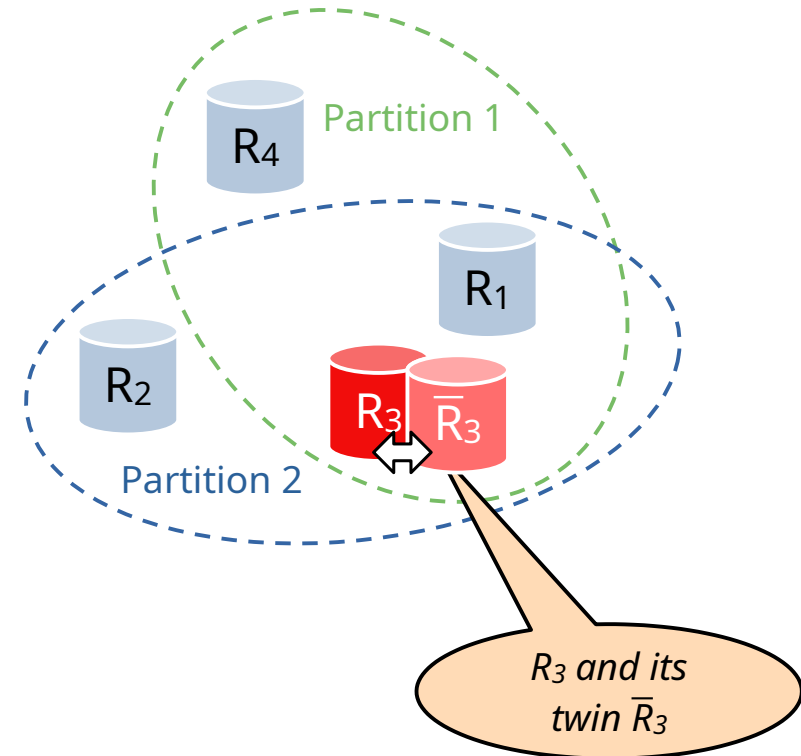 Partition 1
R₄
R₁
R₂
R₃
R̅₃
Partition 2
R₃ and its
twin R̅₃